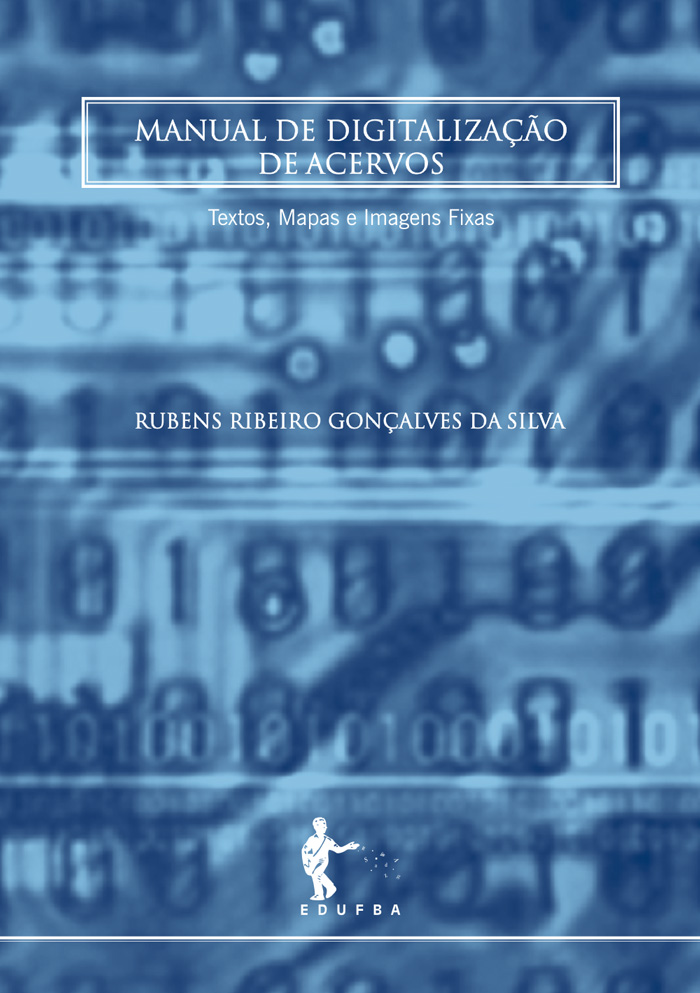 MANUAL DE DIGITALIZAÇÃO
DE ACERVOS
Textos, Mapas e Imagens Fixas
RUBENS RIBEIRO GONÇALVES DA SILVA
EDUFBA